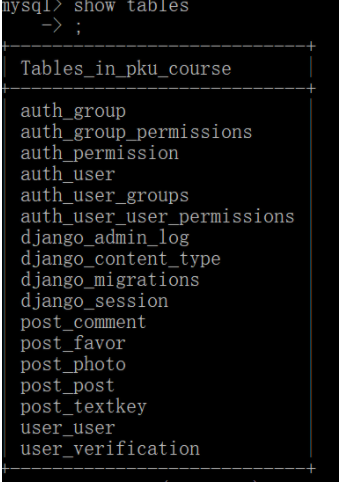 mysql> show tables
-> ;
+------------------------------+
| Tables_in_pku_course |
+------------------------------+
| auth_group |
| auth_group_permissions |
| auth_permission |
| auth_user |
| auth_user_groups |
| auth_user_user_permissions |
| django_admin_log |
| django_content_type |
| django_migrations |
| django_session |
| post_comment |
| post_favor |
| post_photo |
| post_post |
| post_textkey |
| user_user |
| user_verification |
+------------------------------+